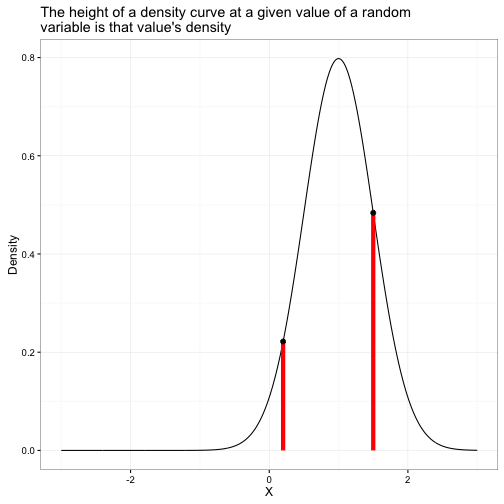 The height of a density curve at a given value of a random
variable is that value's density
0.8
0.6
0.4
0.2
0.0
Density
-2
0
2
X